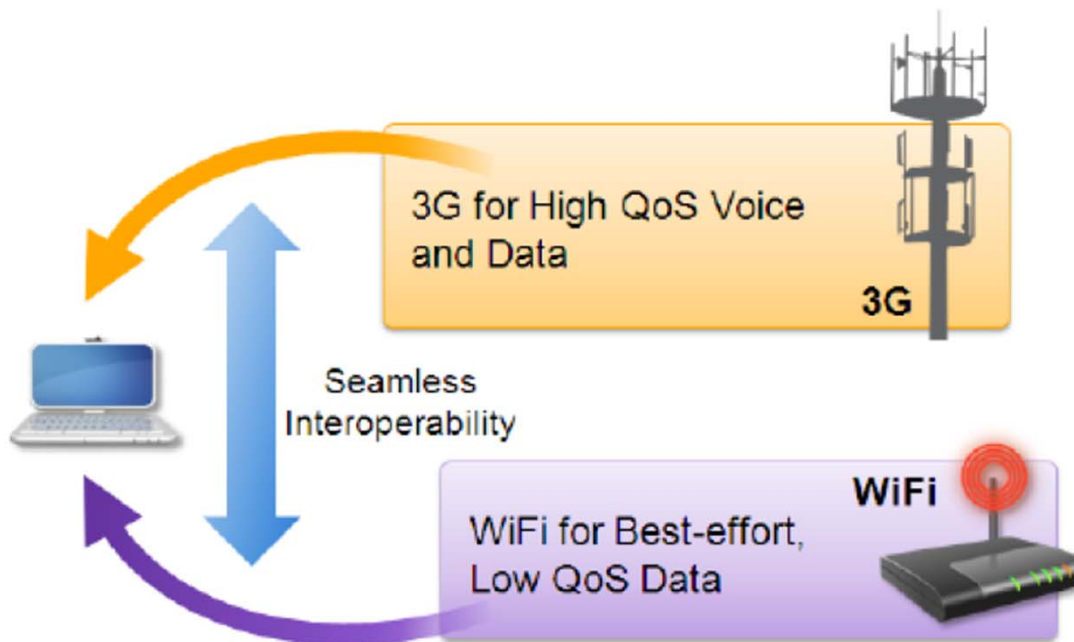 3G for High QoS Voice
and Data
3G
Seamless
Interoperability
WiFi
WiFi for Best-effort,
Low QoS Data